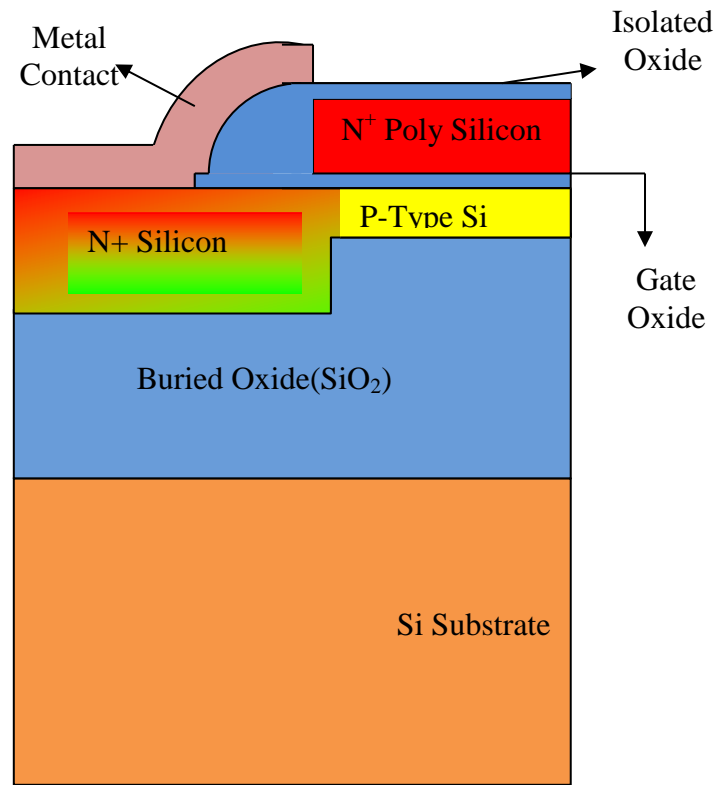 Metal
Contact
Isolated
Oxide
N⁺ Poly Silicon
P-Type Si
N+ Silicon
Gate
Oxide
Buried Oxide(SiO₂)
Si Substrate